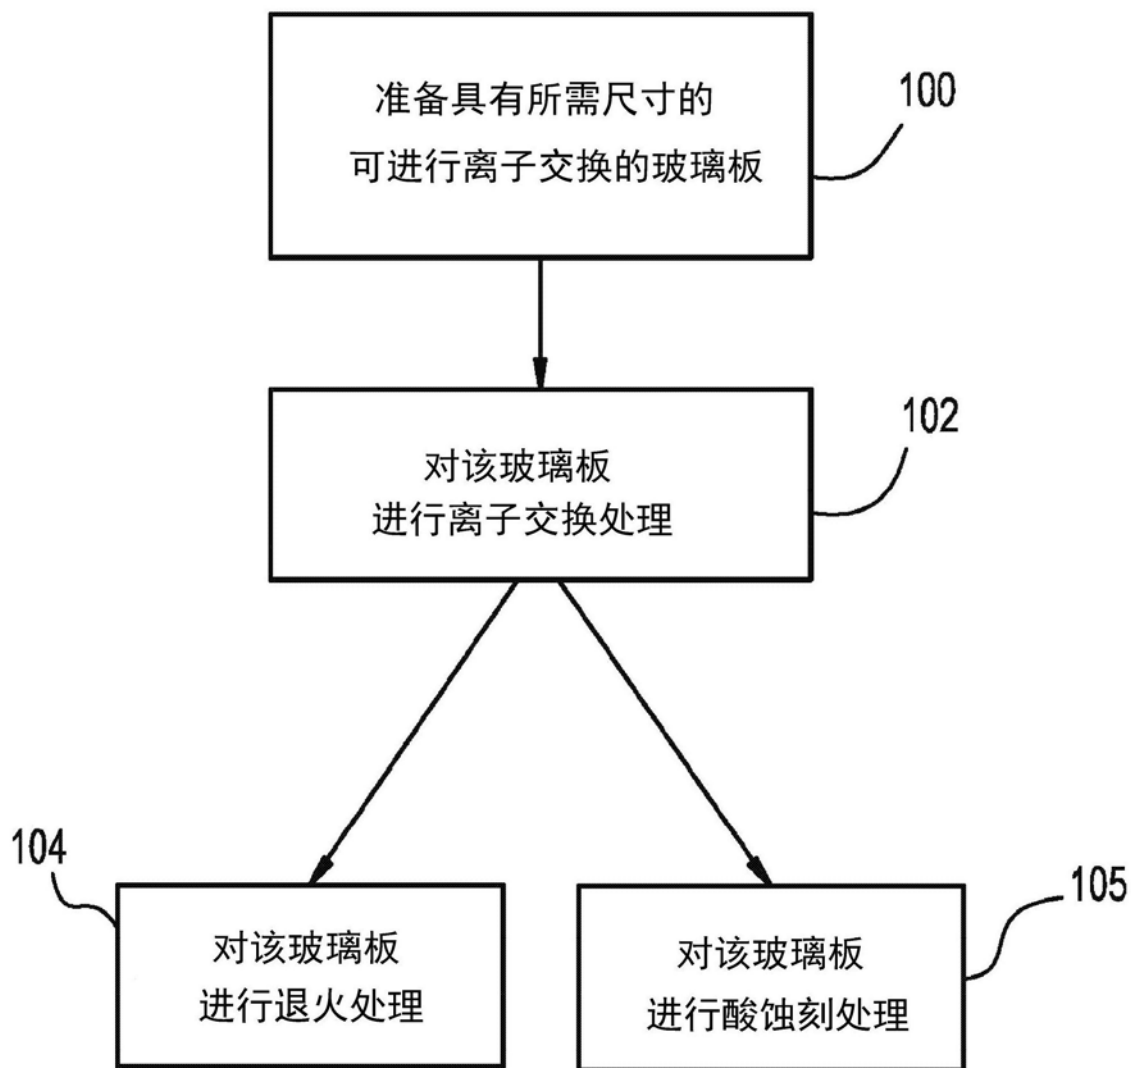 准备具有所需尺寸的
可进行离子交换的玻璃板
100
对该玻璃板
进行离子交换处理
102
104
对该玻璃板
进行退火处理
对该玻璃板
进行酸蚀刻处理
105